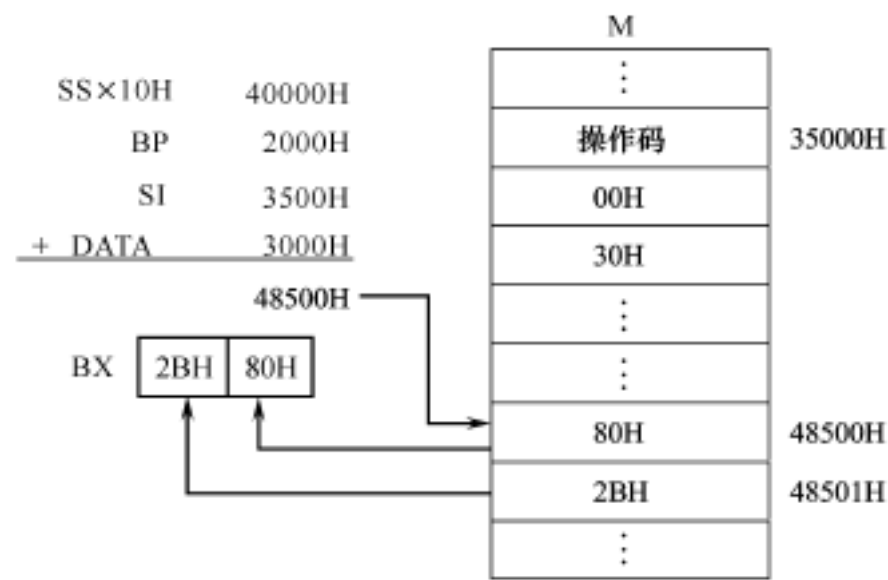 M
⋮
SS×10H 40000H
操作码 35000H
BP 2000H
SI 3500H
00H
+ DATA 3000H
30H
48500H
⋮
BX 2BH 80H
⋮
80H 48500H
2BH 48501H
⋮